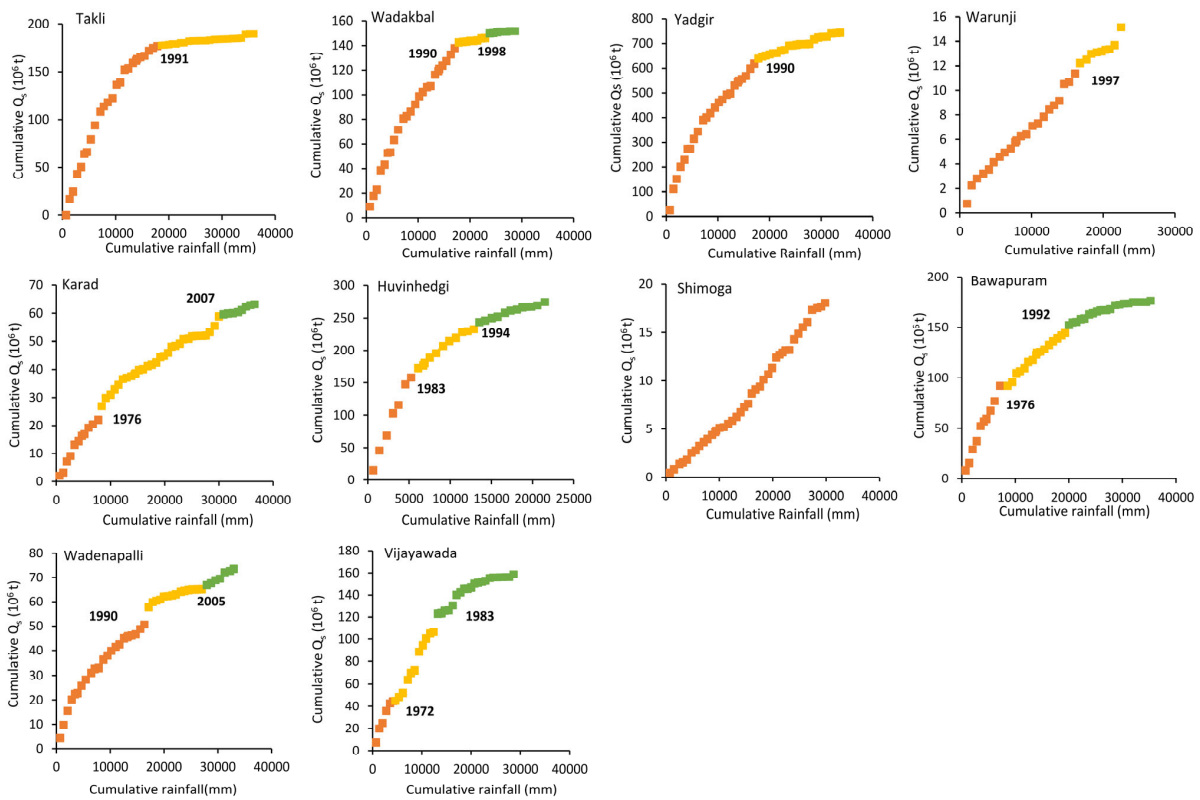 Takli
Cumulative Qₛ (10⁶ t)
200
150
100
50
0
1991
0 10000 20000 30000 40000
Cumulative rainfall (mm)
Wadakbal
Cumulative Qₛ (10⁶t)
160
140
120
100
80
60
40
20
0
1990
1998
0 10000 20000 30000 40000
Cumulative rainfall (mm)
Yadgir
Cumulative Qs (10⁶ t)
800
700
600
500
400
300
200
100
0
1990
0 10000 20000 30000 40000
Cumulative Rainfall (mm)
Warunji
Cumulative Qₛ (10⁶ t)
16
14
12
10
8
6
4
2
0
1997
0 10000 20000 30000
Cumulative rainfall (mm)
Karad
Cumulative Qₛ (10⁶ t)
70
60
50
40
30
20
10
0
2007
1976
0 10000 20000 30000 40000
Cumulative rainfall (mm)
Huvinhedgi
Cumulative Qₛ (10⁶ t)
300
250
200
150
100
50
0
1994
1983
0 5000 10000 15000 20000 25000
Cumulative Rainfall (mm)
Shimoga
Cumulative Qₛ (10⁶ t)
20
15
10
5
0
0 10000 20000 30000 40000
Cumulative Rainfall (mm)
Bawapuram
Cumulative Qₛ (10⁵ t)
200
150
100
50
0
1992
1976
0 10000 20000 30000 40000
Cumulative rainfall (mm)
Wadenapalli
Cumulative Qₛ (10⁶ t)
80
70
60
50
40
30
20
10
0
1990
2005
0 10000 20000 30000 40000
Cumulative rainfall(mm)
Vijayawada
Cumulative Qₛ (10⁶ t)
180
160
140
120
100
80
60
40
20
0
1983
1972
0 10000 20000 30000 40000
Cumulative rainfall (mm)